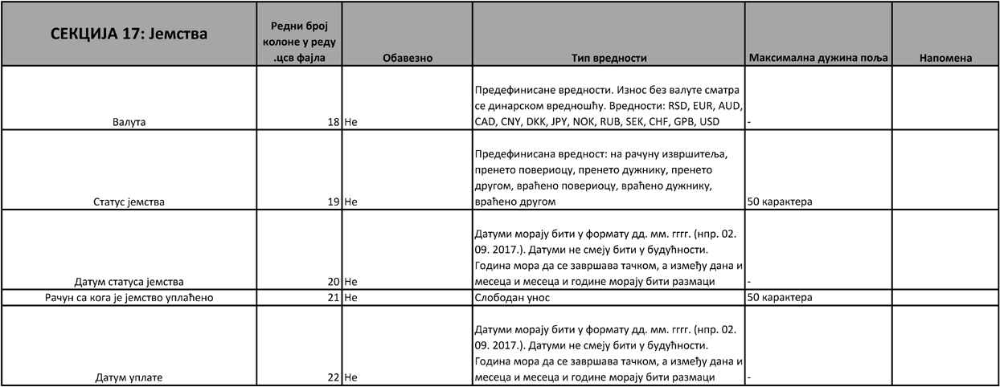 СЕКЦИЈА 17: Јемства
Редни број
колоне у реду
.цсв фајла
Обавезно
Тип вредности
Максимална дужина поља
Напомена
Валута
18
Не
Предефинисане вредности. Износ без валуте сматра
се динарском вредношћу. Вредности: RSD, EUR, AUD,
CAD, CNY, DKK, JPY, NOK, RUB, SEK, CHF, GPB, USD
-
Статус јемства
19
Не
Предефинисана вредност: на рачуну извршитеља,
пренето повериоцу, пренето дужнику, пренето
другом, враћено повериоцу, враћено дужнику,
враћено другом
50 карактера
Датум статуса јемства
20
Не
Датуми морају бити у формату дд. мм. гггг. (нпр. 02.
09. 2017.). Датуми не смеју бити у будућности.
Година мора да се завршава тачком, а између дана и
месеца и месеца и године морају бити размаци
-
Рачун са кога је јемство уплаћено
21
Не
Слободан унос
50 карактера
Датум уплате
22
Не
Датуми морају бити у формату дд. мм. гггг. (нпр. 02.
09. 2017.). Датуми не смеју бити у будућности.
Година мора да се завршава тачком, а између дана и
месеца и месеца и године морају бити размаци
-